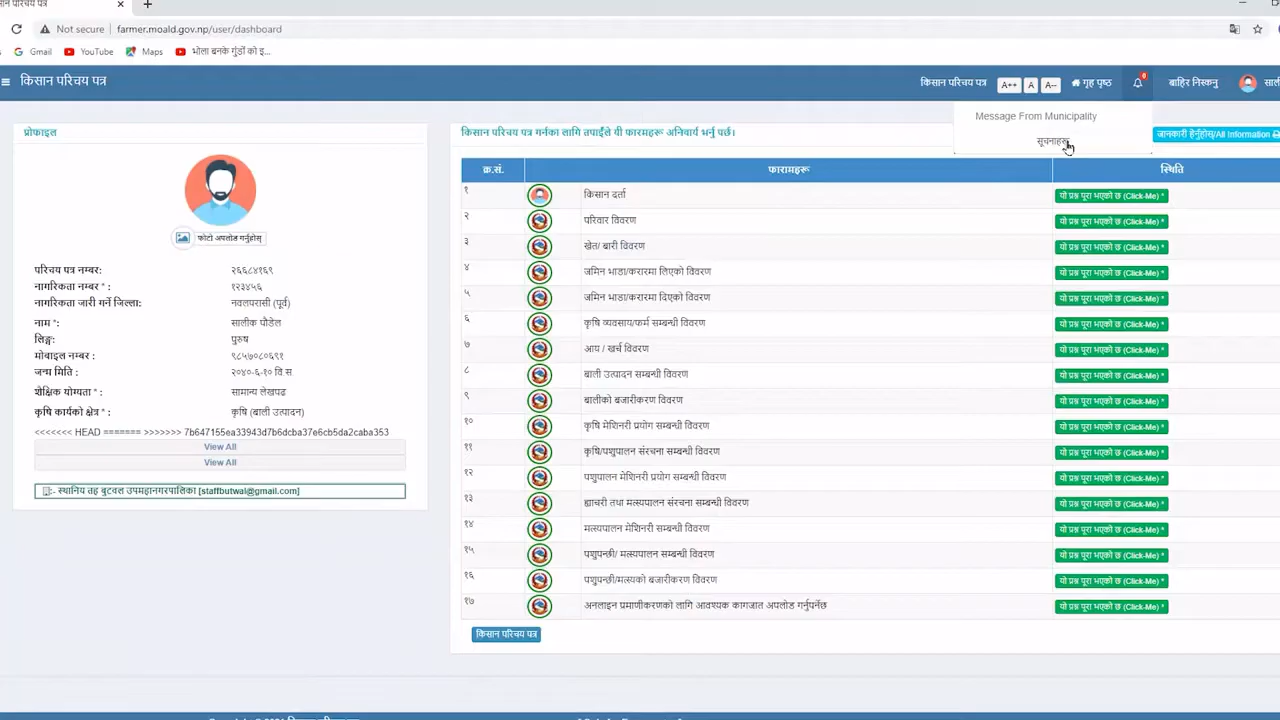 Not secure farmer.moald.gov.np/user/dashboard
Gmail YouTube Maps भोला बनके गुंडों को इ...
किसान परिचय पत्र किसान परिचय पत्र A++ A A-- गृह पृष्ठ बाहिर निस्कनु
Message From Municipality
सूचनाहरू
जानकारी हेर्नुहोस्/All Information
प्रोफाइल
फोटो अपलोड गर्नुहोस्
परिचय पत्र नम्बर: २६६८४१६९
नागरिकता नम्बर * : १२३४५६
नागरिकता जारी गर्ने जिल्ला: नवलपरासी (पूर्व)
नाम *: सालीक पौडेल
लिङ्ग: पुरुष
मोबाइल नम्बर : ९८५७०८०६९१
जन्म मिति : २०४०-६-१० वि स
शैक्षिक योग्यता * : सामान्य लेखपढ
कृषि कार्यको क्षेत्र * : कृषि (बाली उत्पादन)
<<<<<<< HEAD ======= >>>>>>> 7b647155ea33943d7b6dcba37e6cb5da2caba353
View All
View All
:- स्थानिय तह बुटवल उपमहानगरपालिका [staffbutwal@gmail.com]
किसान परिचय पत्र गर्नका लागि तपाईँले यी फारमहरू अनिवार्य भर्नु पर्छ।
क्र.सं. फारामहरू स्थिति
१ किसान दर्ता यो प्रश्न पूरा भएको छ (Click-Me) *
२ परिवार विवरण यो प्रश्न पूरा भएको छ (Click-Me) *
३ खेत/ बारी विवरण यो प्रश्न पूरा भएको छ (Click-Me) *
४ जमिन भाडा/करारमा लिएको विवरण यो प्रश्न पूरा भएको छ (Click-Me) *
५ जमिन भाडा/करारमा दिएको विवरण यो प्रश्न पूरा भएको छ (Click-Me) *
६ कृषि व्यवसाय/फर्म सम्बन्धी विवरण यो प्रश्न पूरा भएको छ (Click-Me) *
७ आय / खर्च विवरण यो प्रश्न पूरा भएको छ (Click-Me) *
८ बाली उत्पादन सम्बन्धी विवरण यो प्रश्न पूरा भएको छ (Click-Me) *
९ बालीको बजारीकरण विवरण यो प्रश्न पूरा भएको छ (Click-Me) *
१० कृषि मेशिनरी प्रयोग सम्बन्धी विवरण यो प्रश्न पूरा भएको छ (Click-Me) *
११ कृषि/पशुपालन संरचना सम्बन्धी विवरण यो प्रश्न पूरा भएको छ (Click-Me) *
१२ पशुपालन मेशिनरी प्रयोग सम्बन्धी विवरण यो प्रश्न पूरा भएको छ (Click-Me) *
१३ ह्याचरी तथा मत्स्यपालन संरचना सम्बन्धी विवरण यो प्रश्न पूरा भएको छ (Click-Me) *
१४ मत्स्यपालन मेशिनरी सम्बन्धी विवरण यो प्रश्न पूरा भएको छ (Click-Me) *
१५ पशुपन्छी/ मत्स्यपालन सम्बन्धी विवरण यो प्रश्न पूरा भएको छ (Click-Me) *
१६ पशुपन्छी/मत्स्यको बजारीकरण विवरण यो प्रश्न पूरा भएको छ (Click-Me) *
१७ अनलाइन प्रमाणीकरणको लागि आवश्यक कागजात अपलोड गर्नुपर्नेछ यो प्रश्न पूरा भएको छ (Click-Me) *
किसान परिचय पत्र